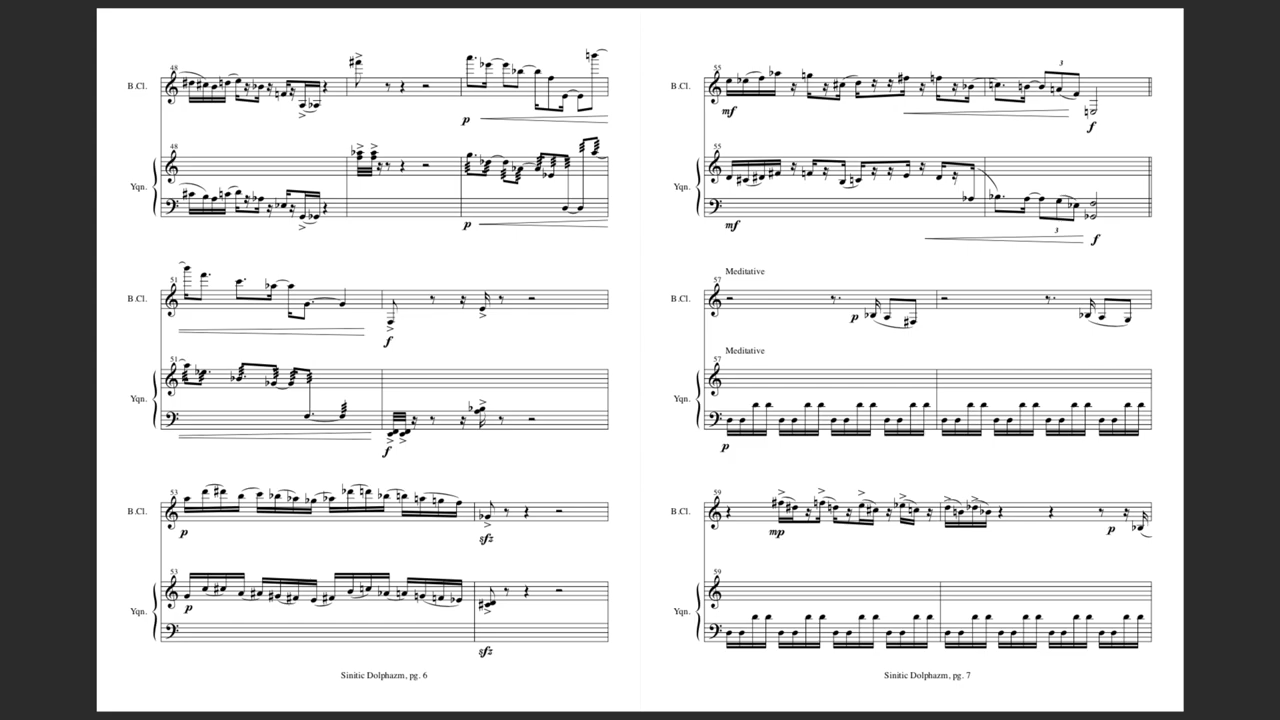 48
B.Cl.
p
48
Yqn.
p
51
B.Cl.
f
51
Yqn.
f
53
B.Cl.
p
sfz
53
Yqn.
p
sfz
Sinitic Dolphazm, pg. 6
55
3
B.Cl.
mf
f
55
Yqn.
mf
3
f
Meditative
57
B.Cl.
p
Meditative
57
Yqn.
p
59
B.Cl.
mp
p
59
Yqn.
Sinitic Dolphazm, pg. 7